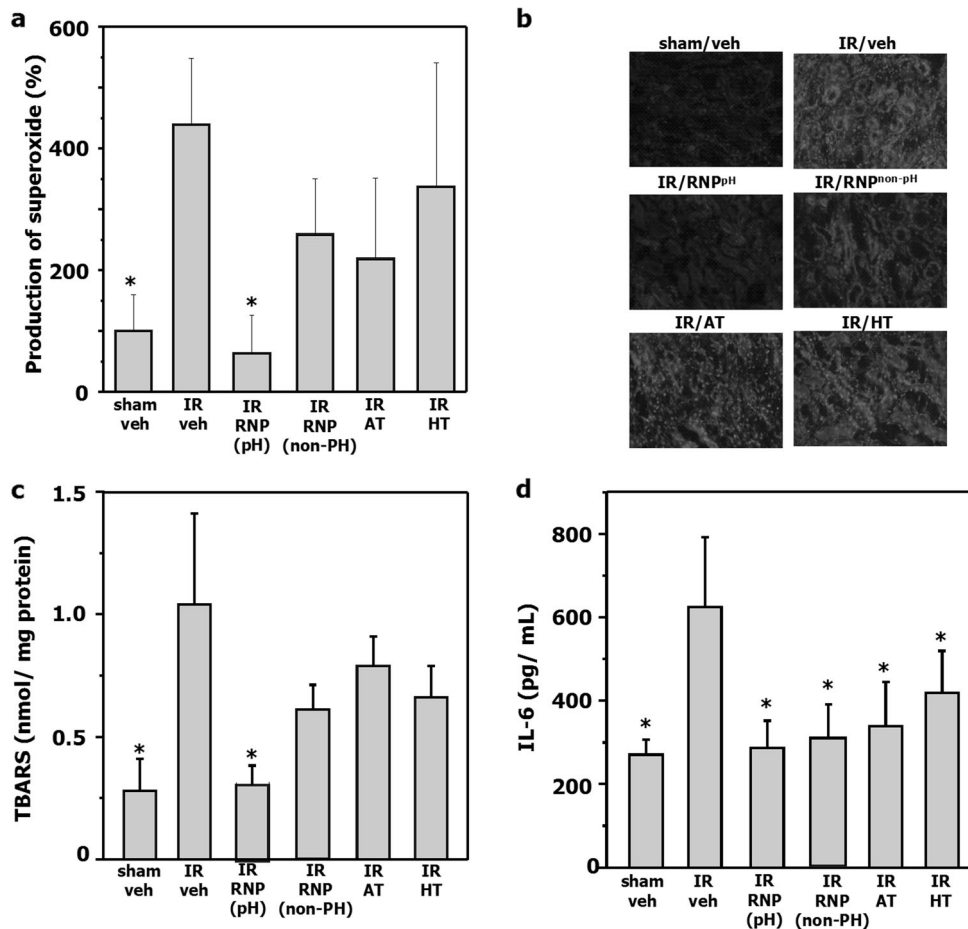 a
Production of superoxide (%)
600
400
200
0
*
*
sham veh
IR veh
IR RNP (pH)
IR RNP (non-PH)
IR AT
IR HT
b
sham/veh
IR/veh
IR/RNPpH
IR/RNPnon-pH
IR/AT
IR/HT
c
TBARS (nmol/ mg protein)
1.5
1.0
0.5
0
*
*
sham veh
IR veh
IR RNP (pH)
IR RNP (non-PH)
IR AT
IR HT
d
IL-6 (pg/ mL)
800
600
400
200
0
*
*
*
*
*
sham veh
IR veh
IR RNP (pH)
IR RNP (non-PH)
IR AT
IR HT